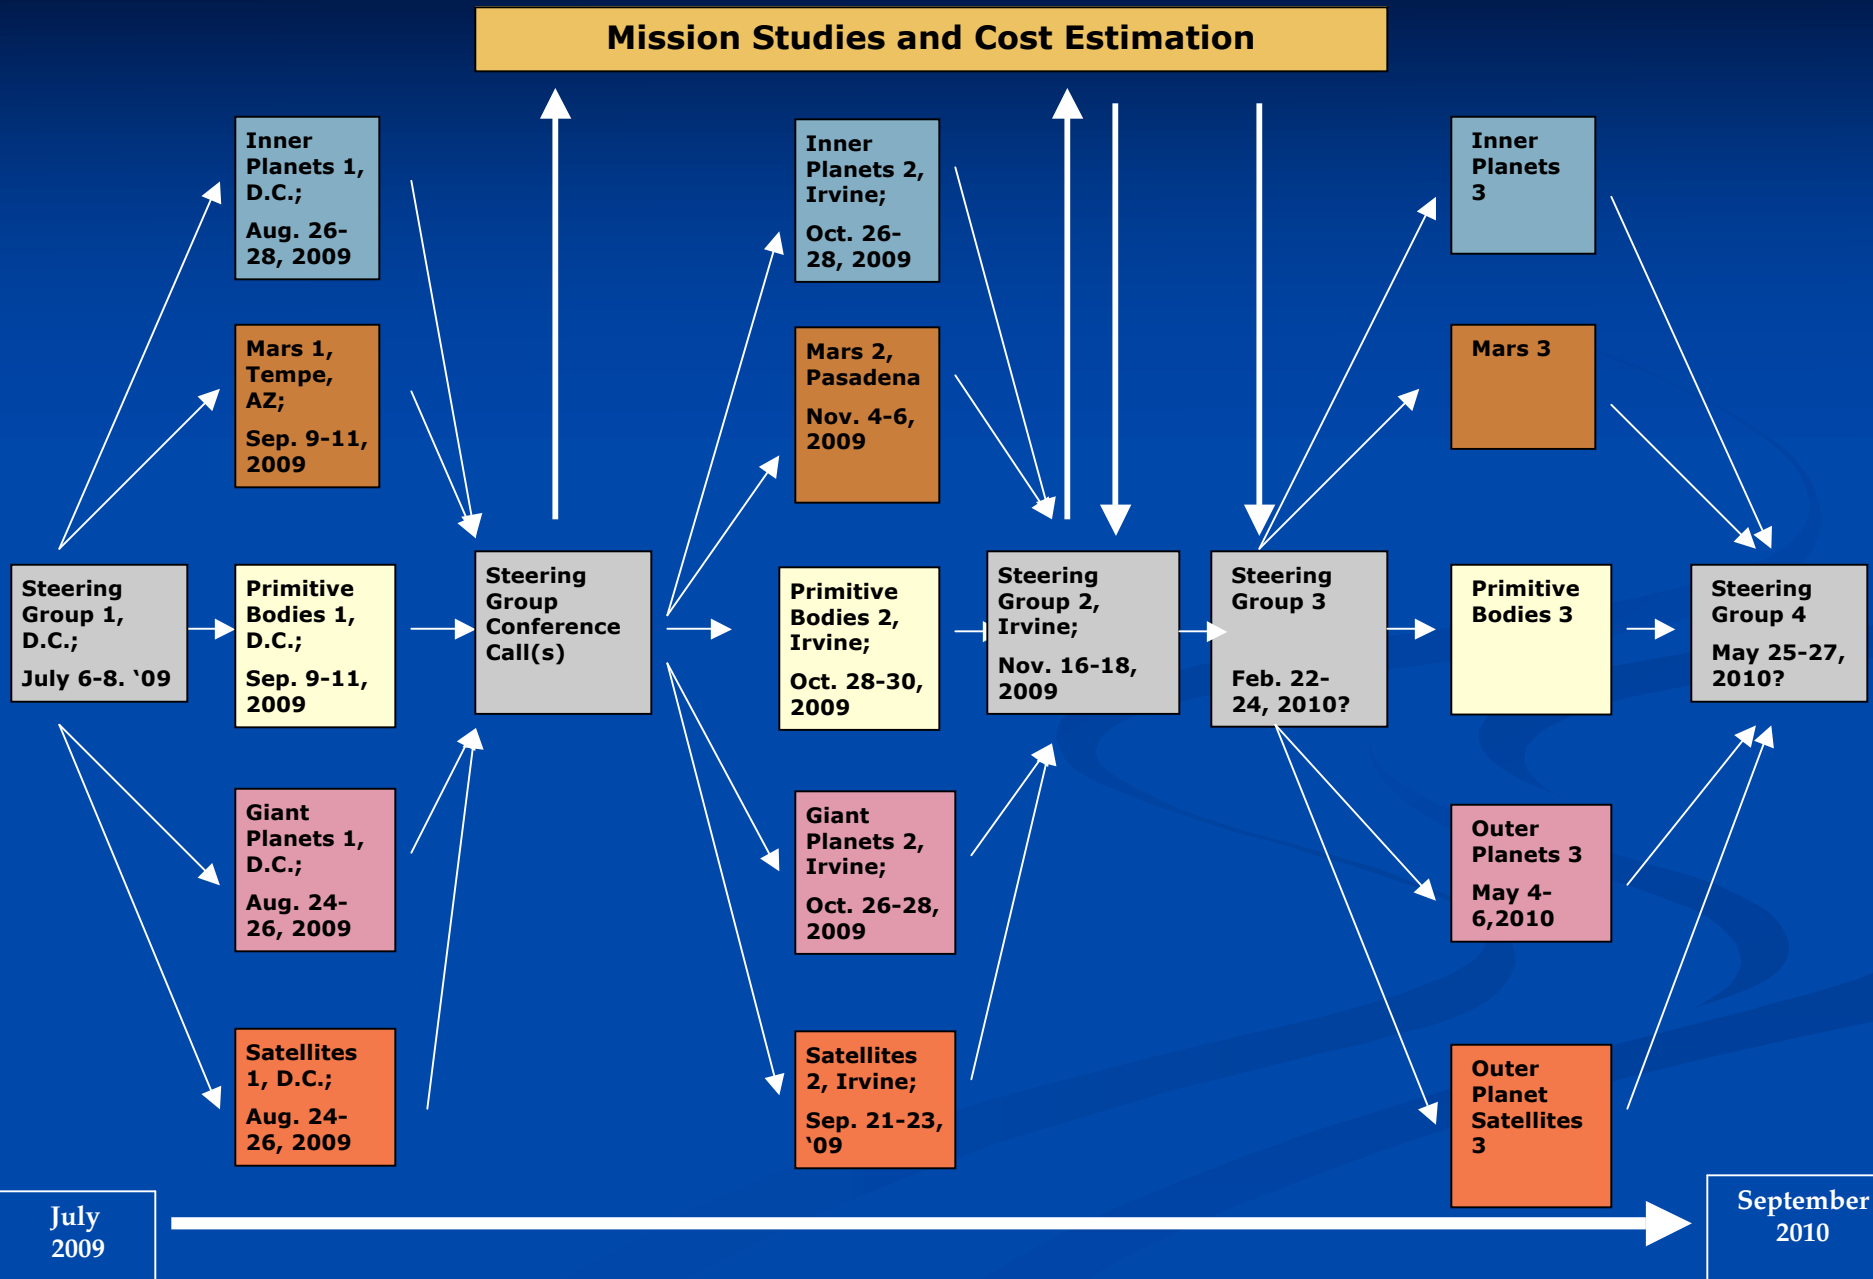 Mission Studies and Cost Estimation
Steering
Group 1,
D.C.;
July 6-8. ‘09
Inner
Planets 1,
D.C.;
Aug. 26-
28, 2009
Mars 1,
Tempe,
AZ;
Sep. 9-11,
2009
Primitive
Bodies 1,
D.C.;
Sep. 9-11,
2009
Giant
Planets 1,
D.C.;
Aug. 24-
26, 2009
Satellites
1, D.C.;
Aug. 24-
26, 2009
Steering
Group
Conference
Call(s)
Inner
Planets 2,
Irvine;
Oct. 26-
28, 2009
Mars 2,
Pasadena
Nov. 4-6,
2009
Primitive
Bodies 2,
Irvine;
Oct. 28-30,
2009
Giant
Planets 2,
Irvine;
Oct. 26-28,
2009
Satellites
2, Irvine;
Sep. 21-23,
‘09
Steering
Group 2,
Irvine;
Nov. 16-18,
2009
Steering
Group 3
Feb. 22-
24, 2010?
Inner
Planets
3
Mars 3
Primitive
Bodies 3
Outer
Planets 3
May 4-
6,2010
Outer
Planet
Satellites
3
Steering
Group 4
May 25-27,
2010?
July
2009
September
2010